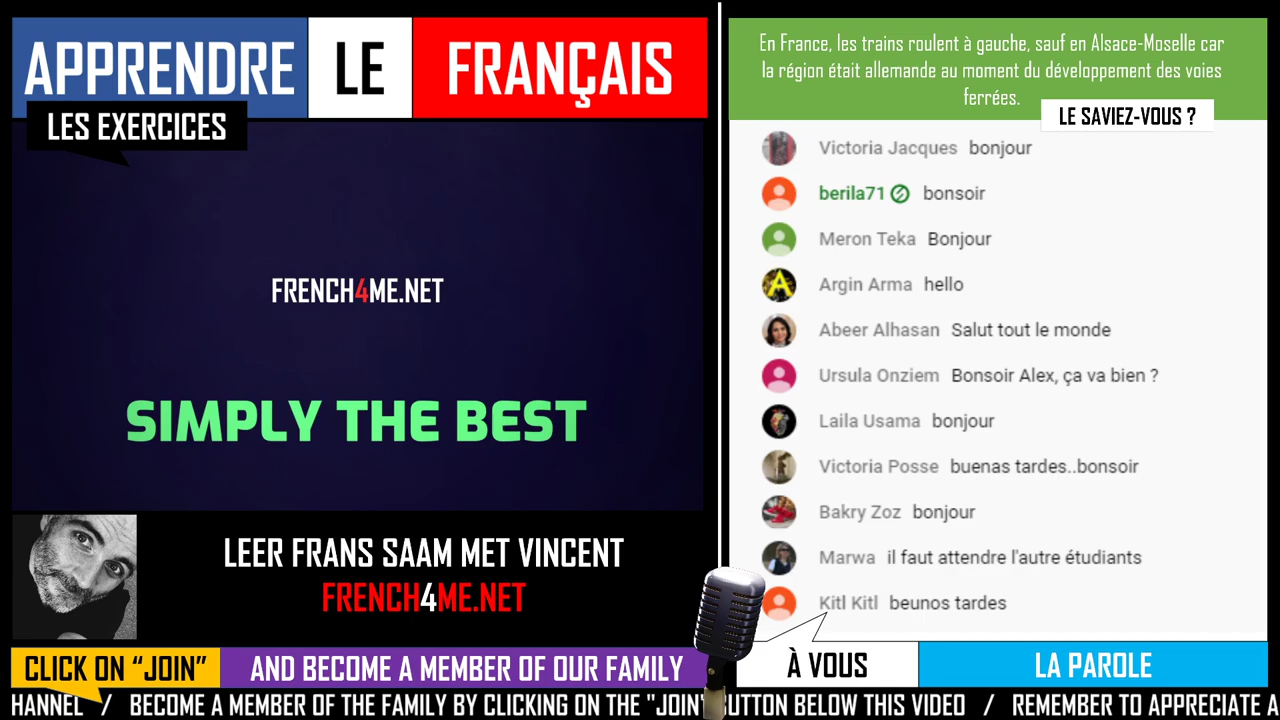 APPRENDRE LE FRANÇAIS
LES EXERCICES
FRENCH4ME.NET
SIMPLY THE BEST
LEER FRANS SAAM MET VINCENT
FRENCH4ME.NET
CLICK ON “JOIN” AND BECOME A MEMBER OF OUR FAMILY
En France, les trains roulent à gauche, sauf en Alsace-Moselle car
la région était allemande au moment du développement des voies
ferrées.
LE SAVIEZ-VOUS ?
Victoria Jacques bonjour
berila71 bonsoir
Meron Teka Bonjour
Argin Arma hello
Abeer Alhasan Salut tout le monde
Ursula Onziem Bonsoir Alex, ça va bien ?
Laila Usama bonjour
Victoria Posse buenas tardes..bonsoir
Bakry Zoz bonjour
Marwa il faut attendre l'autre étudiants
Kitl Kitl beunos tardes
À VOUS LA PAROLE
HANNEL / BECOME A MEMBER OF THE FAMILY BY CLICKING ON THE "JOIN" BUTTON BELOW THIS VIDEO / REMEMBER TO APPRECIATE A